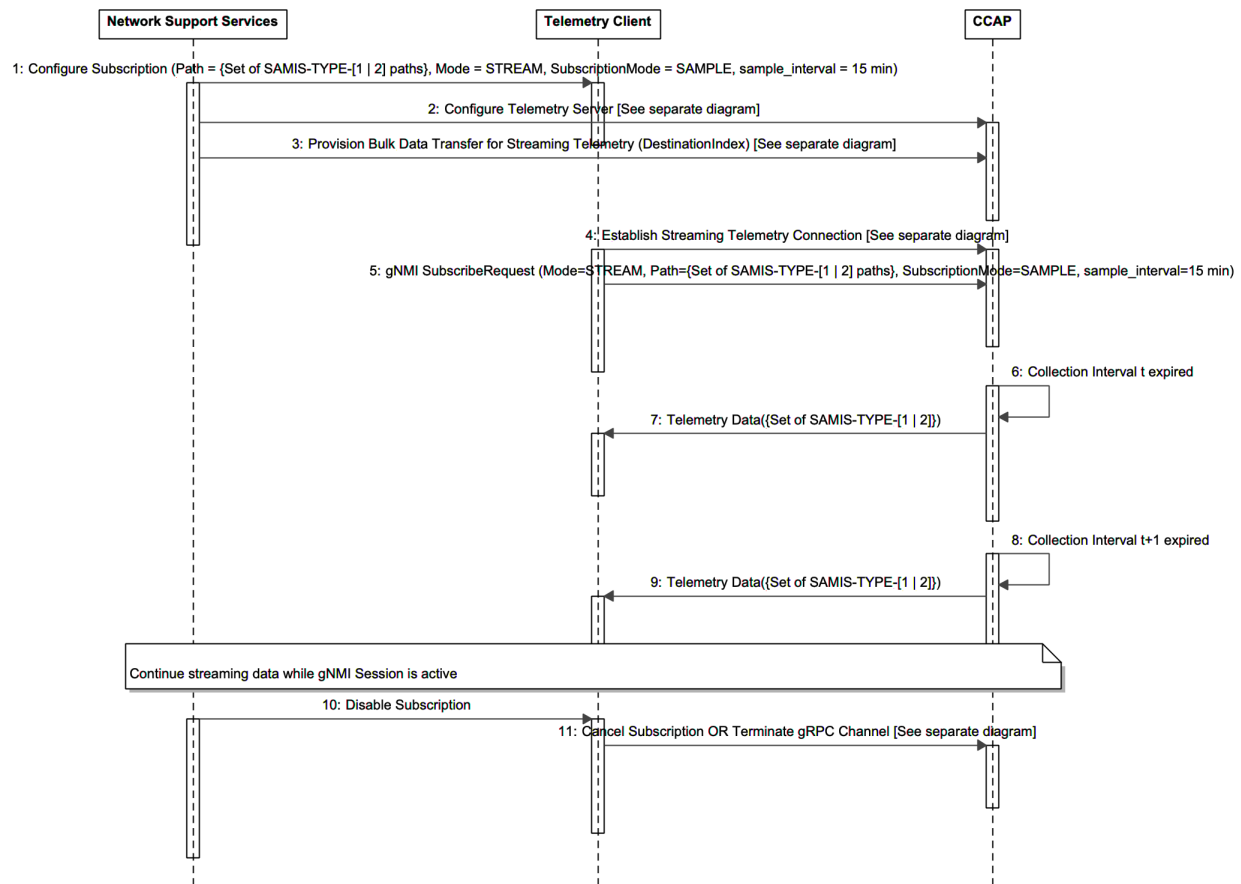 Network Support Services
Telemetry Client
CCAP
1: Configure Subscription (Path = {Set of SAMIS-TYPE-[1 | 2] paths}, Mode = STREAM, SubscriptionMode = SAMPLE, sample_interval = 15 min)
2: Configure Telemetry Server [See separate diagram]
3: Provision Bulk Data Transfer for Streaming Telemetry (DestinationIndex) [See separate diagram]
4: Establish Streaming Telemetry Connection [See separate diagram]
5: gNMI SubscribeRequest (Mode=STREAM, Path={Set of SAMIS-TYPE-[1 | 2] paths}, SubscriptionMode=SAMPLE, sample_interval=15 min)
6: Collection Interval t expired
7: Telemetry Data({Set of SAMIS-TYPE-[1 | 2]})
8: Collection Interval t+1 expired
9: Telemetry Data({Set of SAMIS-TYPE-[1 | 2]})
Continue streaming data while gNMI Session is active
10: Disable Subscription
11: Cancel Subscription OR Terminate gRPC Channel [See separate diagram]